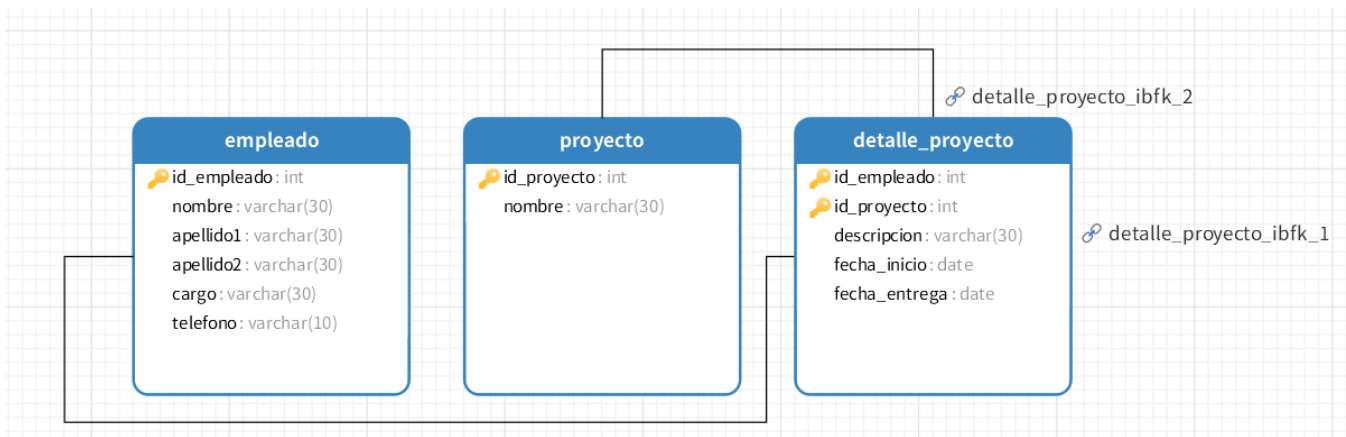 detalle_proyecto_ibfk_2
empleado
id_empleado: int
nombre: varchar(30)
apellido1: varchar(30)
apellido2: varchar(30)
cargo: varchar(30)
telefono: varchar(10)
proyecto
id_proyecto: int
nombre: varchar(30)
detalle_proyecto
id_empleado: int
id_proyecto: int
descripcion: varchar(30)
fecha_inicio: date
fecha_entrega: date
detalle_proyecto_ibfk_1